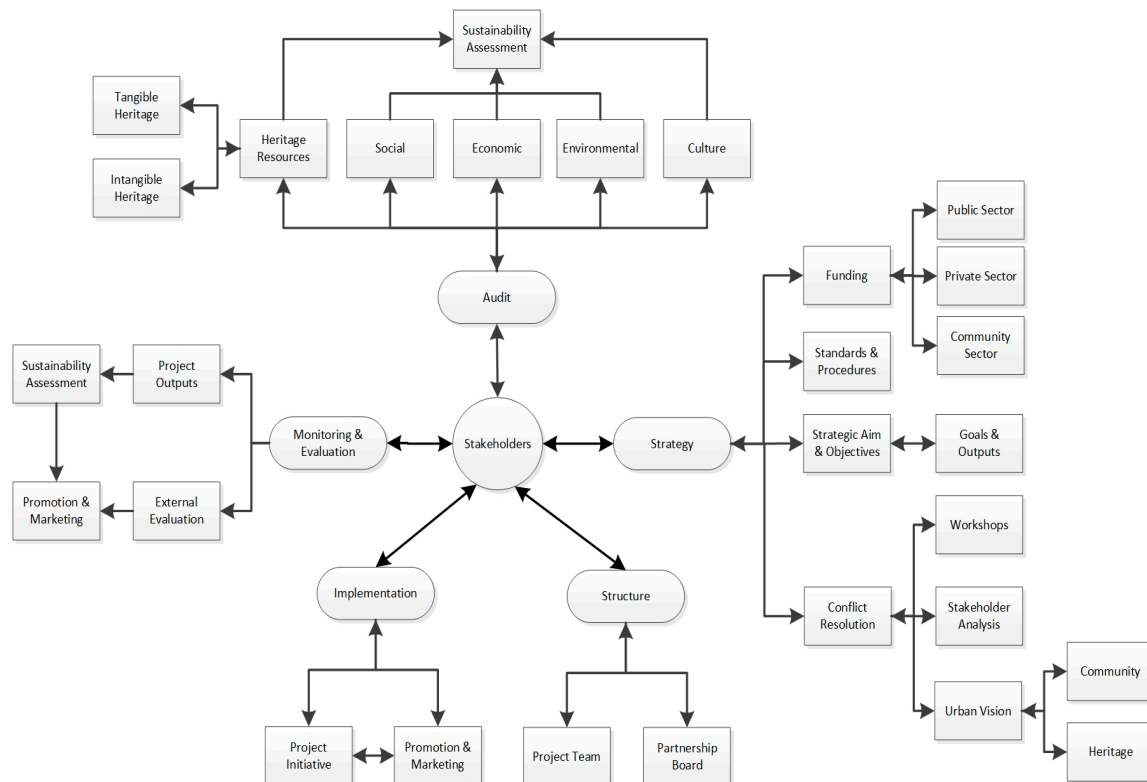 Sustainability
Assessment
Tangible
Heritage
Intangible
Heritage
Heritage
Resources
Social
Economic
Environmental
Culture
Audit
Sustainability
Assessment
Project
Outputs
Promotion &
Marketing
External
Evaluation
Monitoring &
Evaluation
Stakeholders
Strategy
Funding
Public Sector
Private Sector
Community
Sector
Standards &
Procedures
Strategic Aim
& Objectives
Goals &
Outputs
Conflict
Resolution
Workshops
Stakeholder
Analysis
Urban Vision
Community
Heritage
Implementation
Project
Initiative
Promotion &
Marketing
Structure
Project Team
Partnership
Board